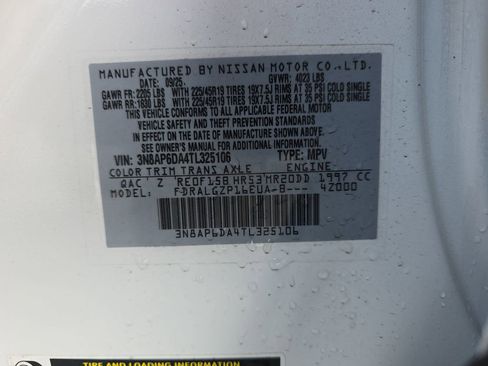 MANUFACTURED BY NISSAN MOTOR CO.,LTD.
DATE: 09/25. GVWR: 4023 LBS
GAWR FR: 2205 LBS WITH 225/45R19 TIRES 19X7.5J RIMS AT 35 PSI COLD SINGLE
GAWR RR: 1830 LBS WITH 225/45R19 TIRES 19X7.5J RIMS AT 35 PSI COLD SINGLE
THIS VEHICLE CONFORMS TO ALL APPLICABLE FEDERAL MOTOR
VEHICLE SAFETY, BUMPER, AND THEFT PREVENTION STANDARDS
IN EFFECT ON THE DATE OF MANUFACTURE SHOWN ABOVE.
SEE OWNER'S MANUAL FOR ADDITIONAL INFORMATION.
VIN: 3N8AP6DA4TL325106 TYPE: MPV
COLOR TRIM TRANS AXLE ENGINE
QAC Z RE0F15B HR53 MR20DD 1997 CC
MODEL: FDRALGZP16EUA-B--- 4Z000
3N8AP6DA4TL325106
TIRE AND LOADING INFORMATION